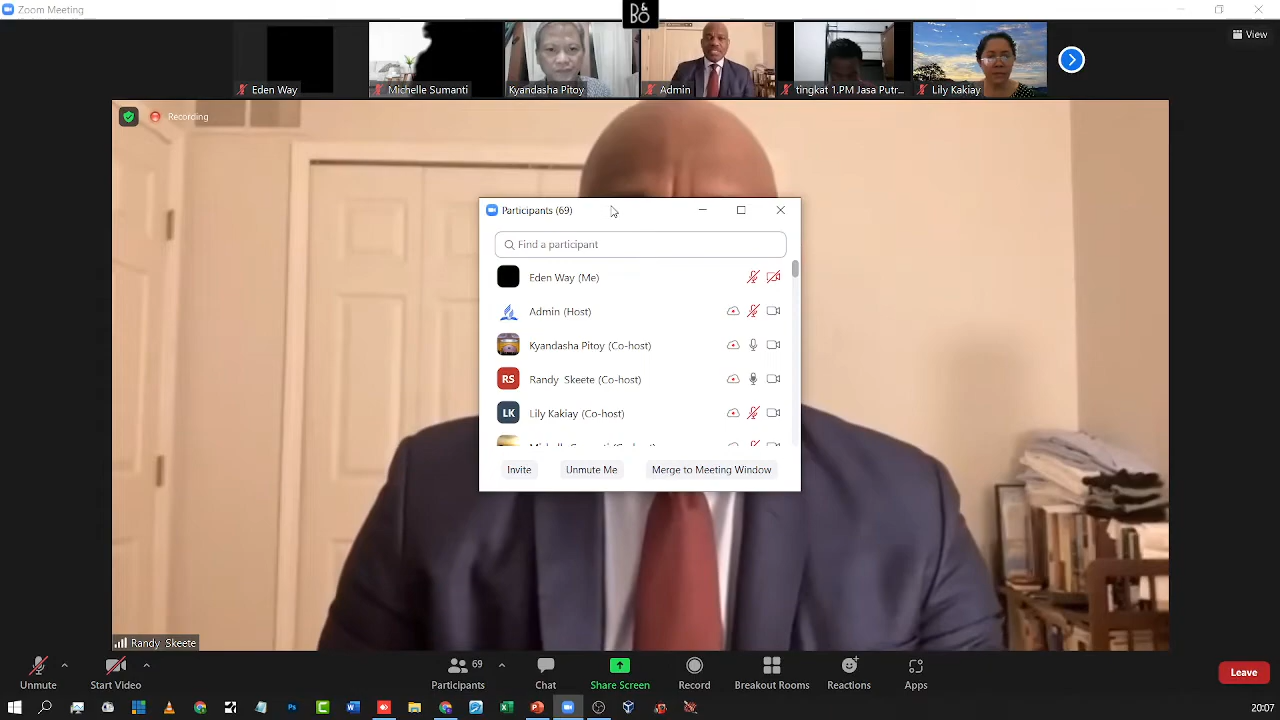 Zoom Meeting
B&O
View
Eden Way
Michelle Sumanti
Kyandasha Pitoy
Admin
tingkat 1.PM Jasa Putr...
Lily Kakiay
Recording
Participants (69)
Find a participant
Eden Way (Me)
Admin (Host)
Kyandasha Pitoy (Co-host)
RS
Randy Skeete (Co-host)
LK
Lily Kakiay (Co-host)
Invite
Unmute Me
Merge to Meeting Window
Randy Skeete
69
Unmute
Start Video
Participants
Chat
Share Screen
Record
Breakout Rooms
Reactions
Apps
Leave
20:07